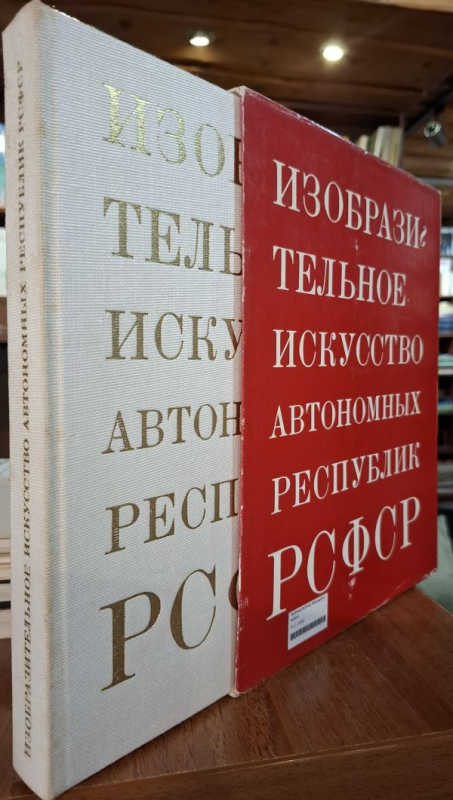 ИЗОБРАЗИТЕЛЬНОЕ ИСКУССТВО АВТОНОМНЫХ РЕСПУБЛИК РСФСР
ИЗОБ
ТЕЛЬ
ИСКУ
АВТОН
РЕСП
РСФ
ИЗОБРАЗИ
ТЕЛЬНОЕ
ИСКУССТВО
АВТОНОМНЫХ
РЕСПУБЛИК
РСФСР